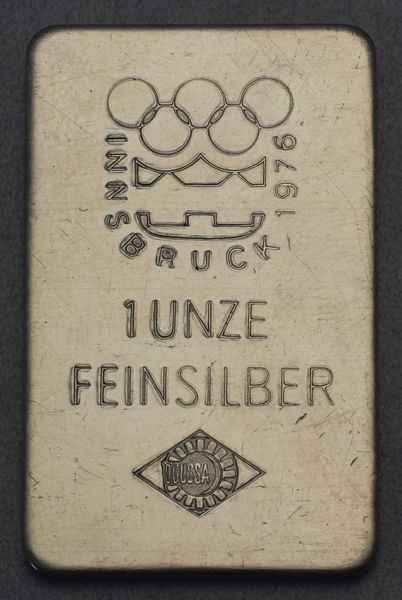 INNSBRUCK 1976
1 UNZE
FEINSILBER
DEGUSSA